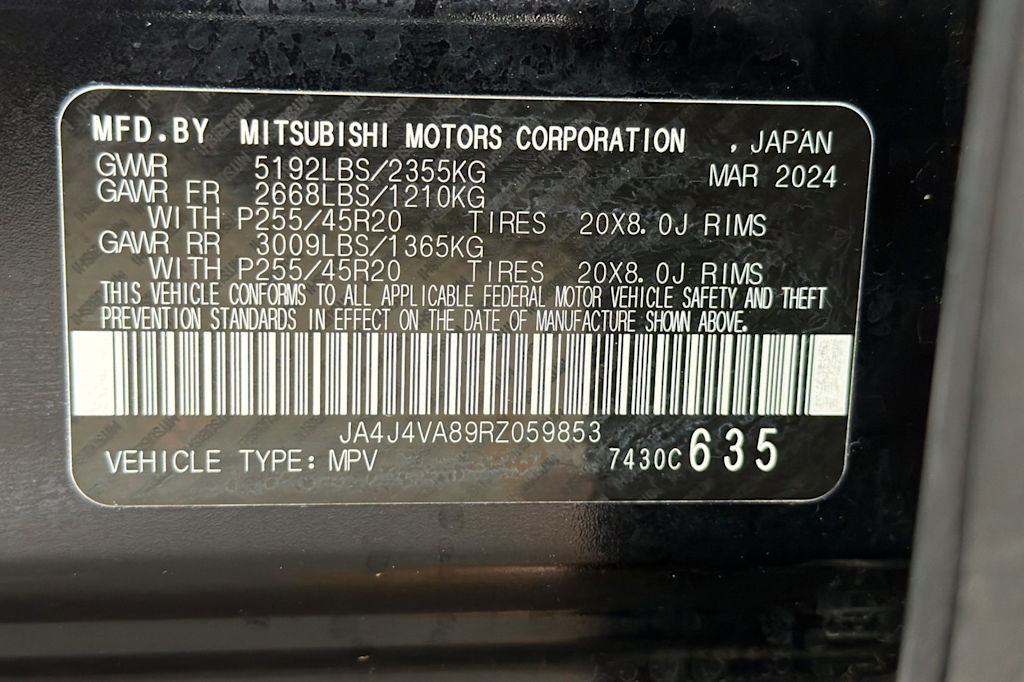 MFD.BY MITSUBISHI MOTORS CORPORATION , JAPAN
GVWR 5192LBS/2355KG MAR 2024
GAWR FR 2668LBS/1210KG
WITH P255/45R20 TIRES 20X8.0J RIMS
GAWR RR 3009LBS/1365KG
WITH P255/45R20 TIRES 20X8.0J RIMS
THIS VEHICLE CONFORMS TO ALL APPLICABLE FEDERAL MOTOR VEHICLE SAFETY AND THEFT
PREVENTION STANDARDS IN EFFECT ON THE DATE OF MANUFACTURE SHOWN ABOVE.
JA4J4VA89RZ059853
VEHICLE TYPE: MPV 7430C635